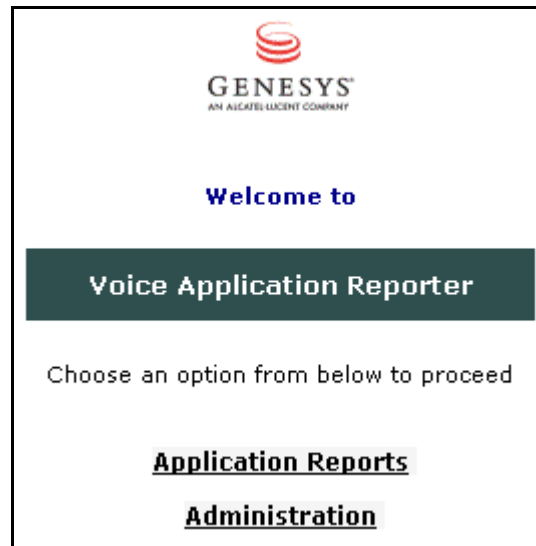 GENESYS
AN ALCATEL-LUCENT COMPANY
Welcome to
Voice Application Reporter
Choose an option from below to proceed
Application Reports
Administration